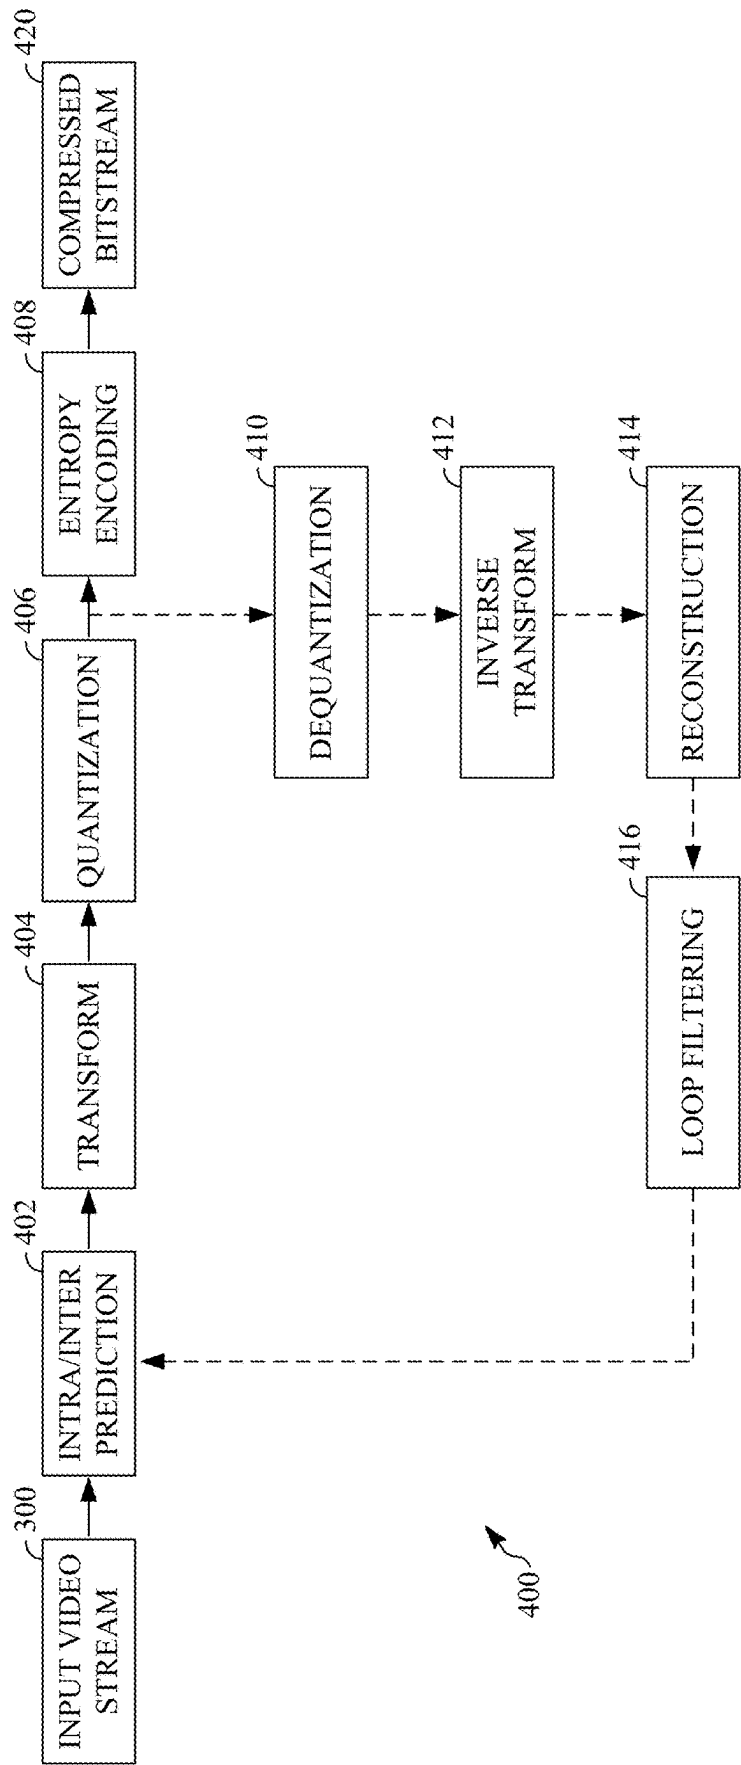 300
INPUT VIDEO
STREAM
402
INTRA/INTER
PREDICTION
404
TRANSFORM
406
QUANTIZATION
408
ENTROPY
ENCODING
420
COMPRESSED
BITSTREAM
410
DEQUANTIZATION
412
INVERSE
TRANSFORM
414
RECONSTRUCTION
416
LOOP FILTERING
400